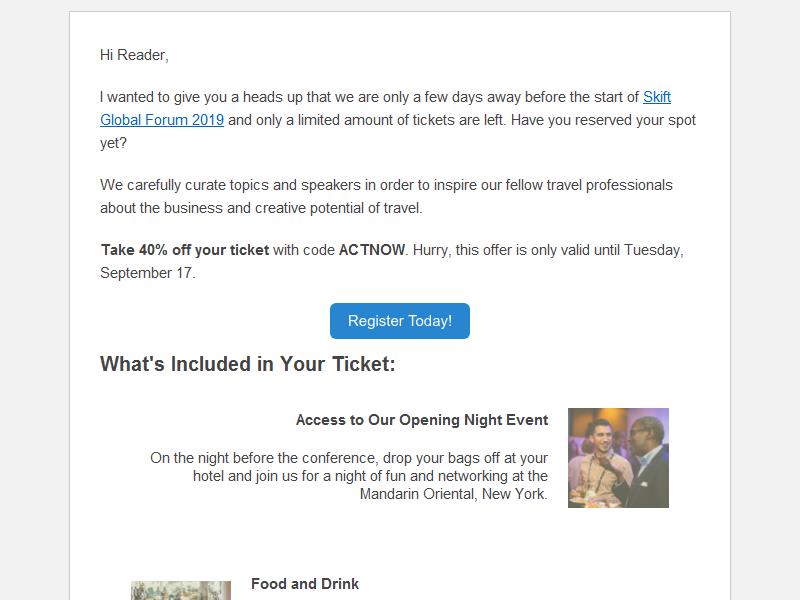 Hi Reader,
I wanted to give you a heads up that we are only a few days away before the start of Skift
Global Forum 2019 and only a limited amount of tickets are left. Have you reserved your spot
yet?
We carefully curate topics and speakers in order to inspire our fellow travel professionals
about the business and creative potential of travel.
Take 40% off your ticket with code ACTNOW. Hurry, this offer is only valid until Tuesday,
September 17.
Register Today!
What's Included in Your Ticket:
Access to Our Opening Night Event
On the night before the conference, drop your bags off at your
hotel and join us for a night of fun and networking at the
Mandarin Oriental, New York.
Food and Drink